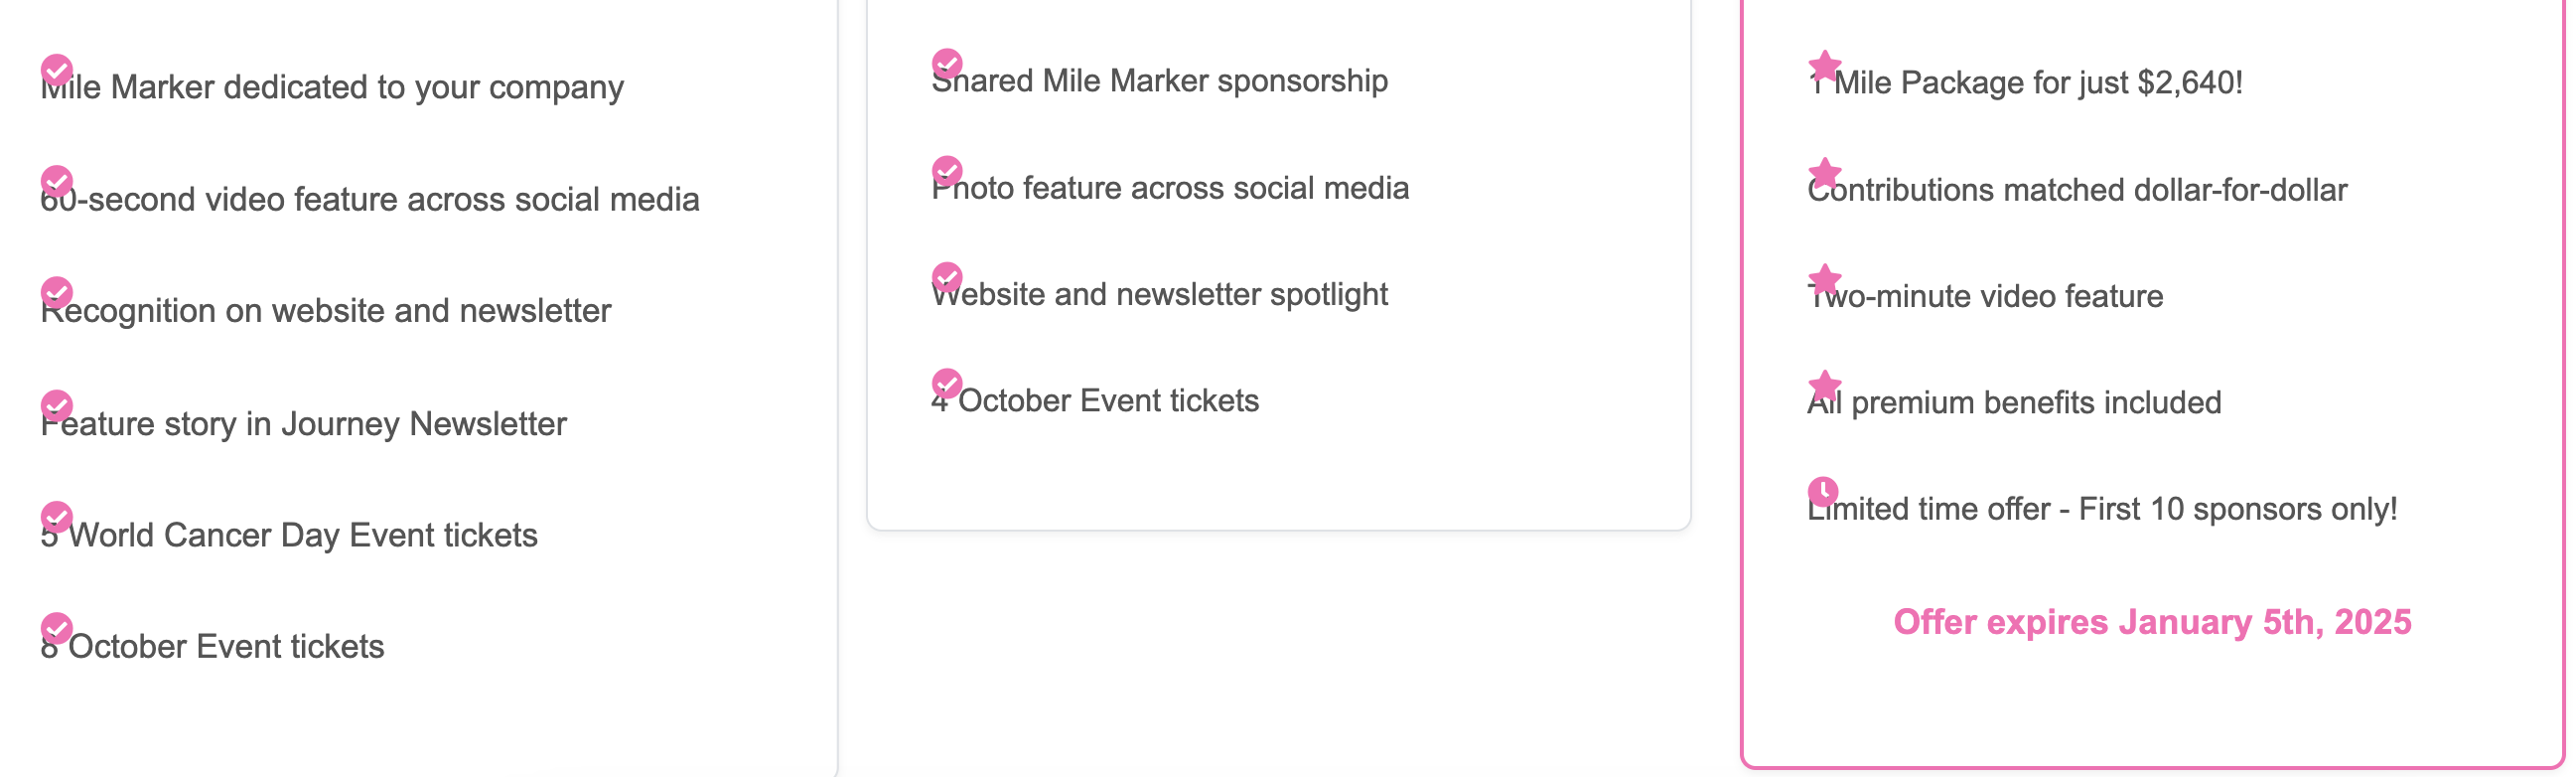 Mile Marker dedicated to your company
60-second video feature across social media
Recognition on website and newsletter
Feature story in Journey Newsletter
5 World Cancer Day Event tickets
8 October Event tickets
Shared Mile Marker sponsorship
Photo feature across social media
Website and newsletter spotlight
4 October Event tickets
1 Mile Package for just $2,640!
Contributions matched dollar-for-dollar
Two-minute video feature
All premium benefits included
Limited time offer - First 10 sponsors only!
Offer expires January 5th, 2025